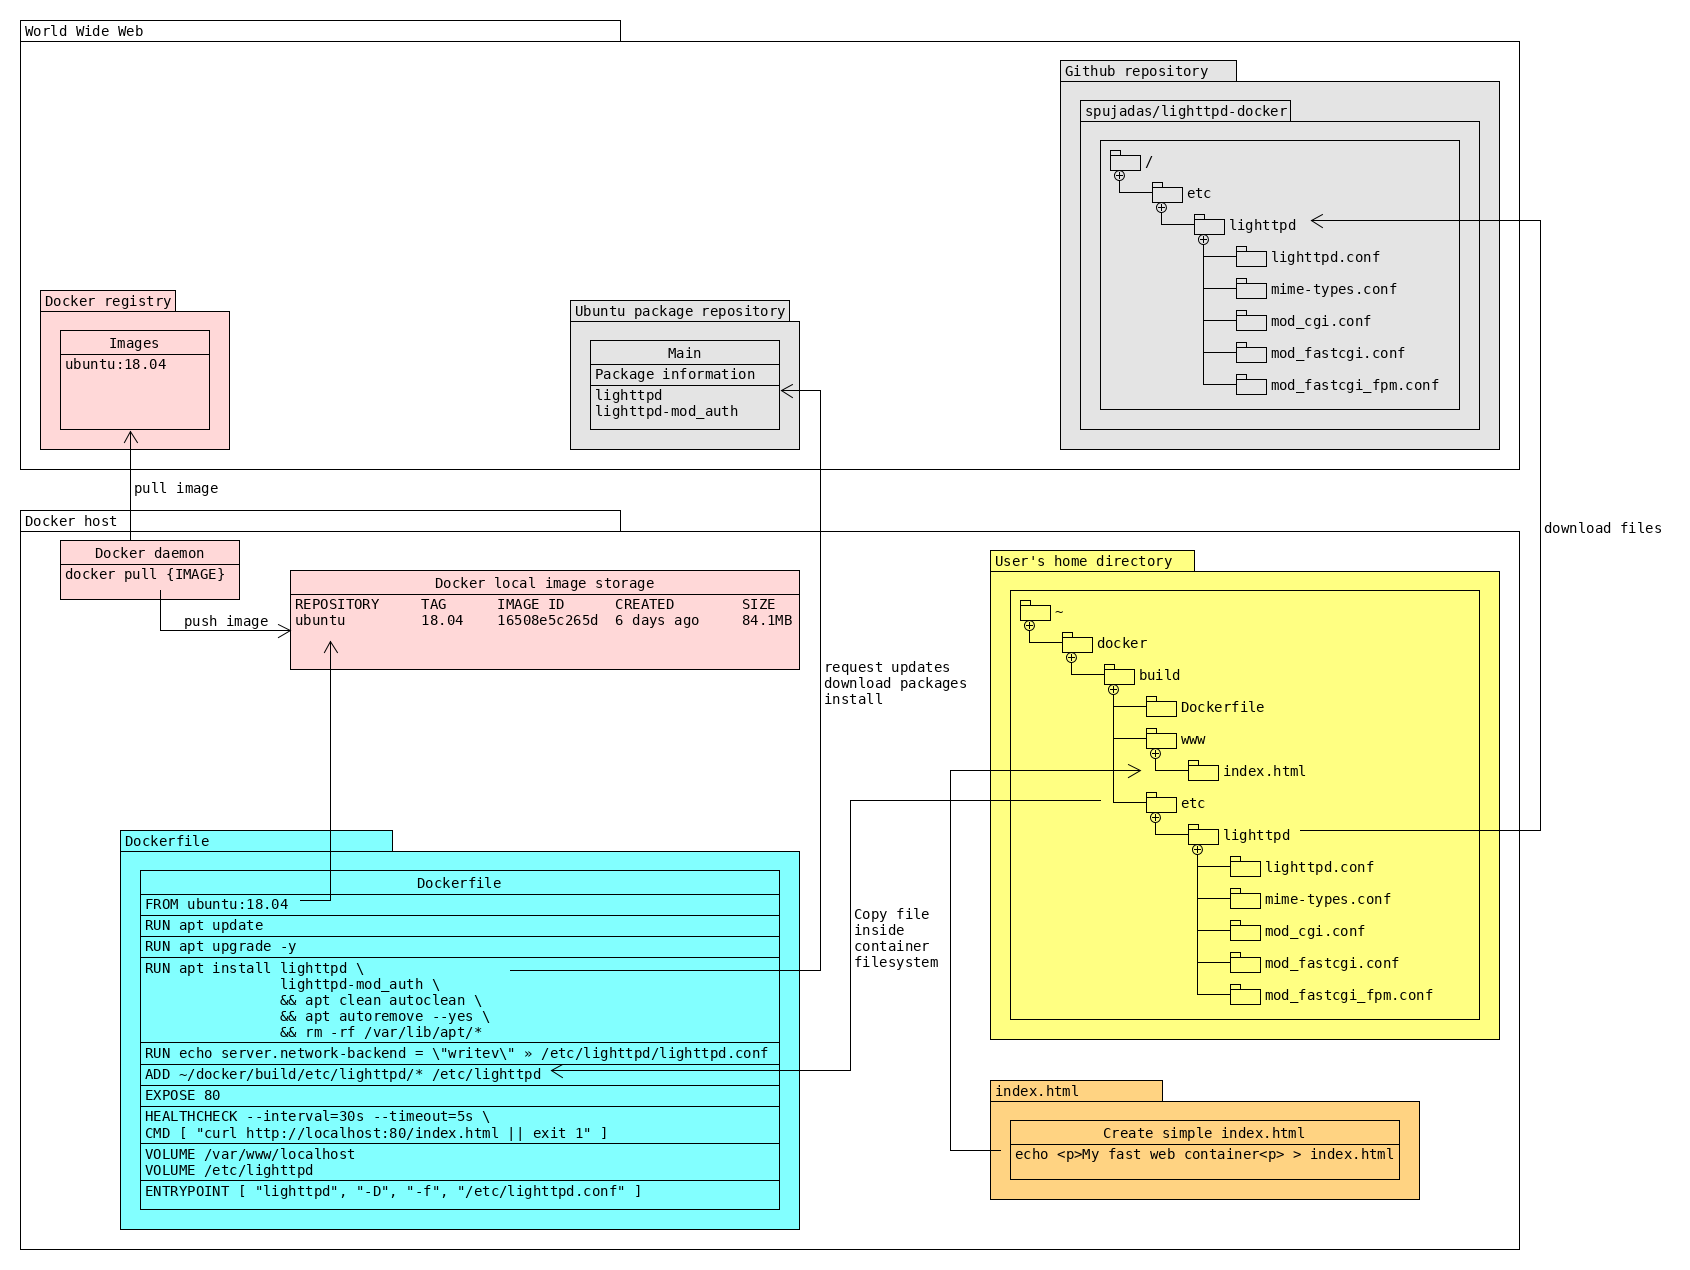 World Wide Web
Github repository
spujadas/lighttpd-docker
/
etc
lighttpd
lighttpd.conf
mime-types.conf
mod_cgi.conf
mod_fastcgi.conf
mod_fastcgi_fpm.conf
Docker registry
Images
ubuntu:18.04
Ubuntu package repository
Main
Package information
lighttpd
lighttpd-mod_auth
pull image
download files
Docker host
Docker daemon
docker pull {IMAGE}
push image
Docker local image storage
REPOSITORY TAG IMAGE ID CREATED SIZE
ubuntu 18.04 16508e5c265d 6 days ago 84.1MB
request updates
download packages
install
User's home directory
~
docker
build
Dockerfile
www
index.html
etc
lighttpd
lighttpd.conf
mime-types.conf
mod_cgi.conf
mod_fastcgi.conf
mod_fastcgi_fpm.conf
Dockerfile
Dockerfile
FROM ubuntu:18.04
RUN apt update
RUN apt upgrade -y
RUN apt install lighttpd \
lighttpd-mod_auth \
&& apt clean autoclean \
&& apt autoremove --yes \
&& rm -rf /var/lib/apt/*
RUN echo server.network-backend = \"writev\" » /etc/lighttpd/lighttpd.conf
ADD ~/docker/build/etc/lighttpd/* /etc/lighttpd
EXPOSE 80
HEALTHCHECK --interval=30s --timeout=5s \
CMD [ "curl http://localhost:80/index.html || exit 1" ]
VOLUME /var/www/localhost
VOLUME /etc/lighttpd
ENTRYPOINT [ "lighttpd", "-D", "-f", "/etc/lighttpd.conf" ]
Copy file
inside
container
filesystem
index.html
Create simple index.html
echo <p>My fast web container<p> > index.html